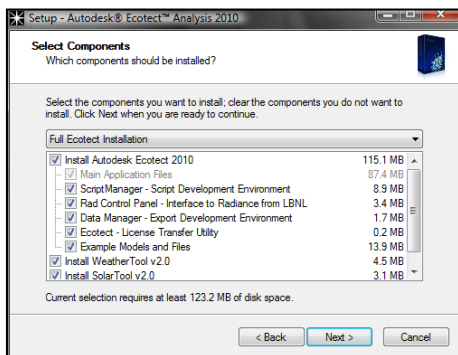 Setup - Autodesk® Ecotect™ Analysis 2010
Select Components
Which components should be installed?
Select the components you want to install; clear the components you do not want to
install. Click Next when you are ready to continue.
Full Ecotect Installation
Install Autodesk Ecotect 2010 115.1 MB
Main Application Files 87.4 MB
ScriptManager - Script Development Environment 8.9 MB
Rad Control Panel - Interface to Radiance from LBNL 3.4 MB
Data Manager - Export Development Environment 1.7 MB
Ecotect - License Transfer Utility 0.2 MB
Example Models and Files 13.9 MB
Install WeatherTool v2.0 4.5 MB
Install SolarTool v2.0 3.1 MB
Current selection requires at least 123.2 MB of disk space.
< Back Next > Cancel